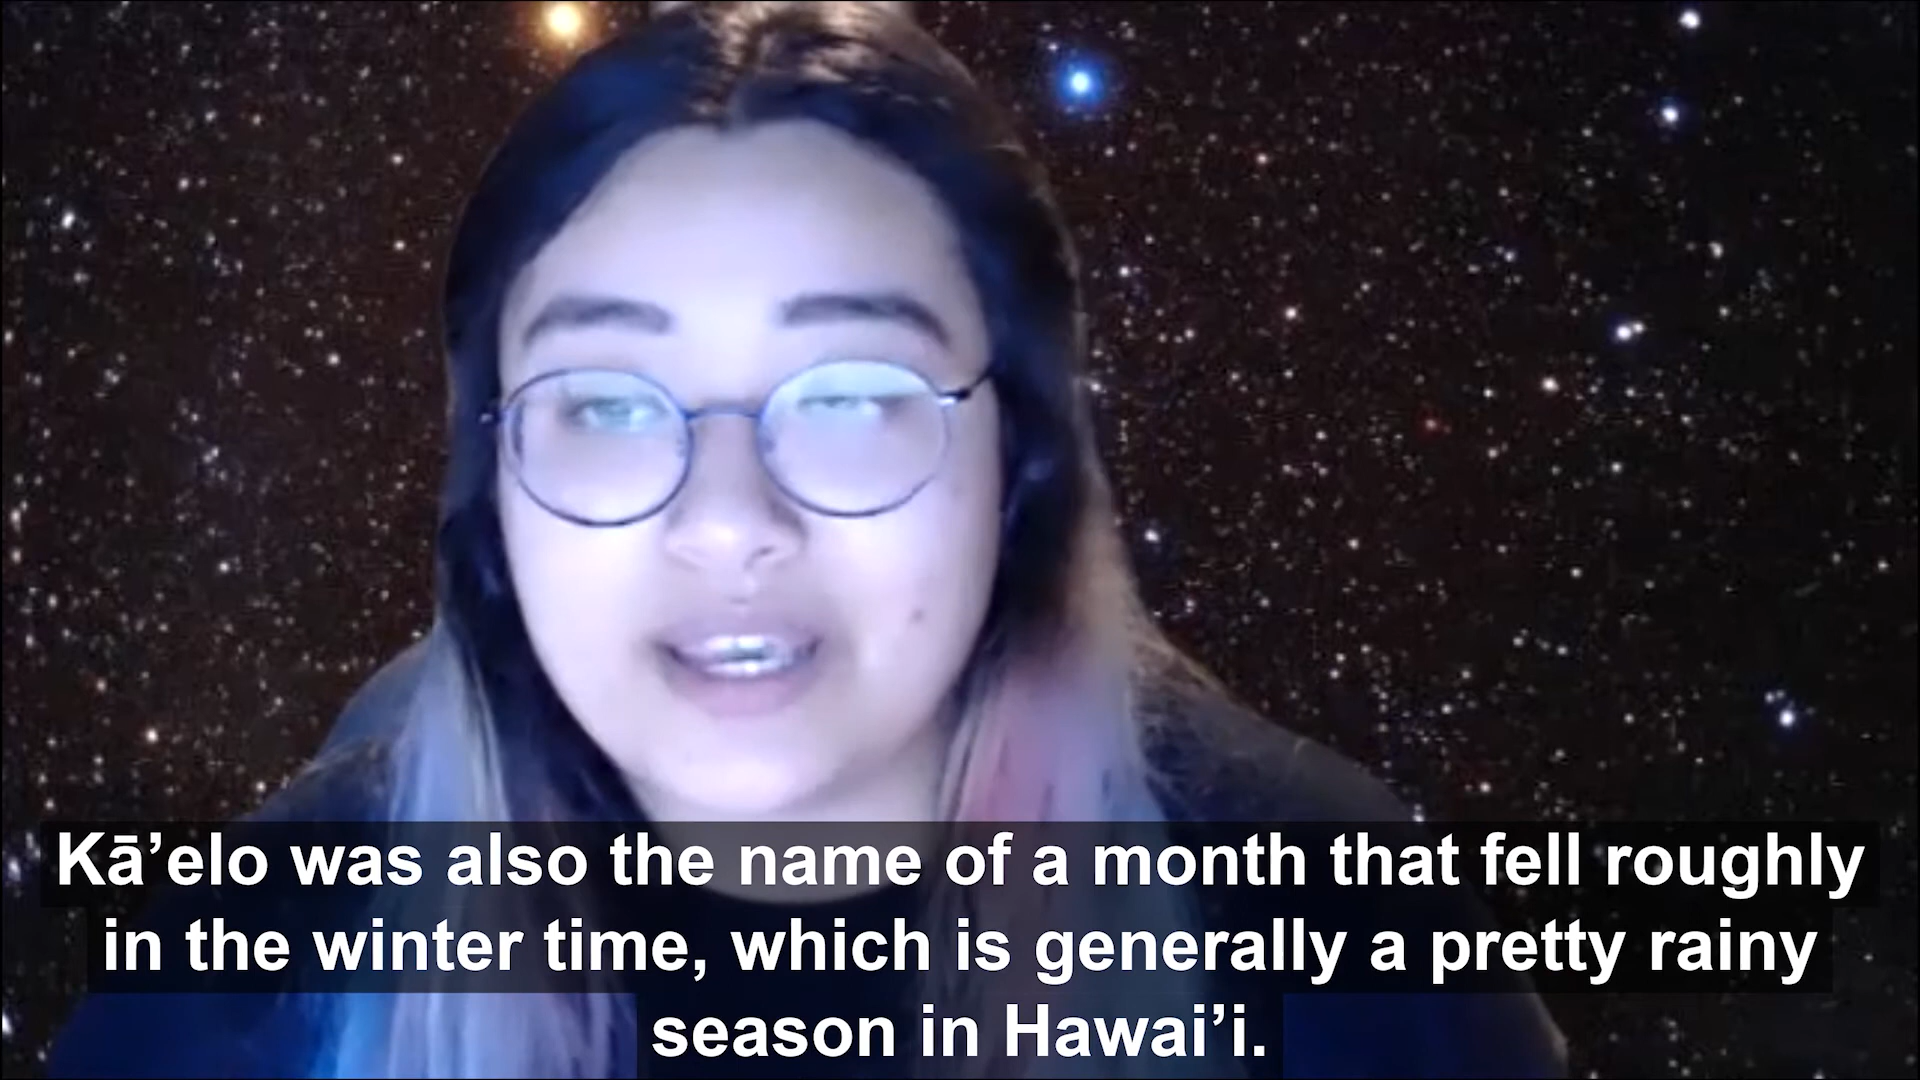 Kā’elo was also the name of a month that fell roughly
in the winter time, which is generally a pretty rainy
season in Hawai’i.